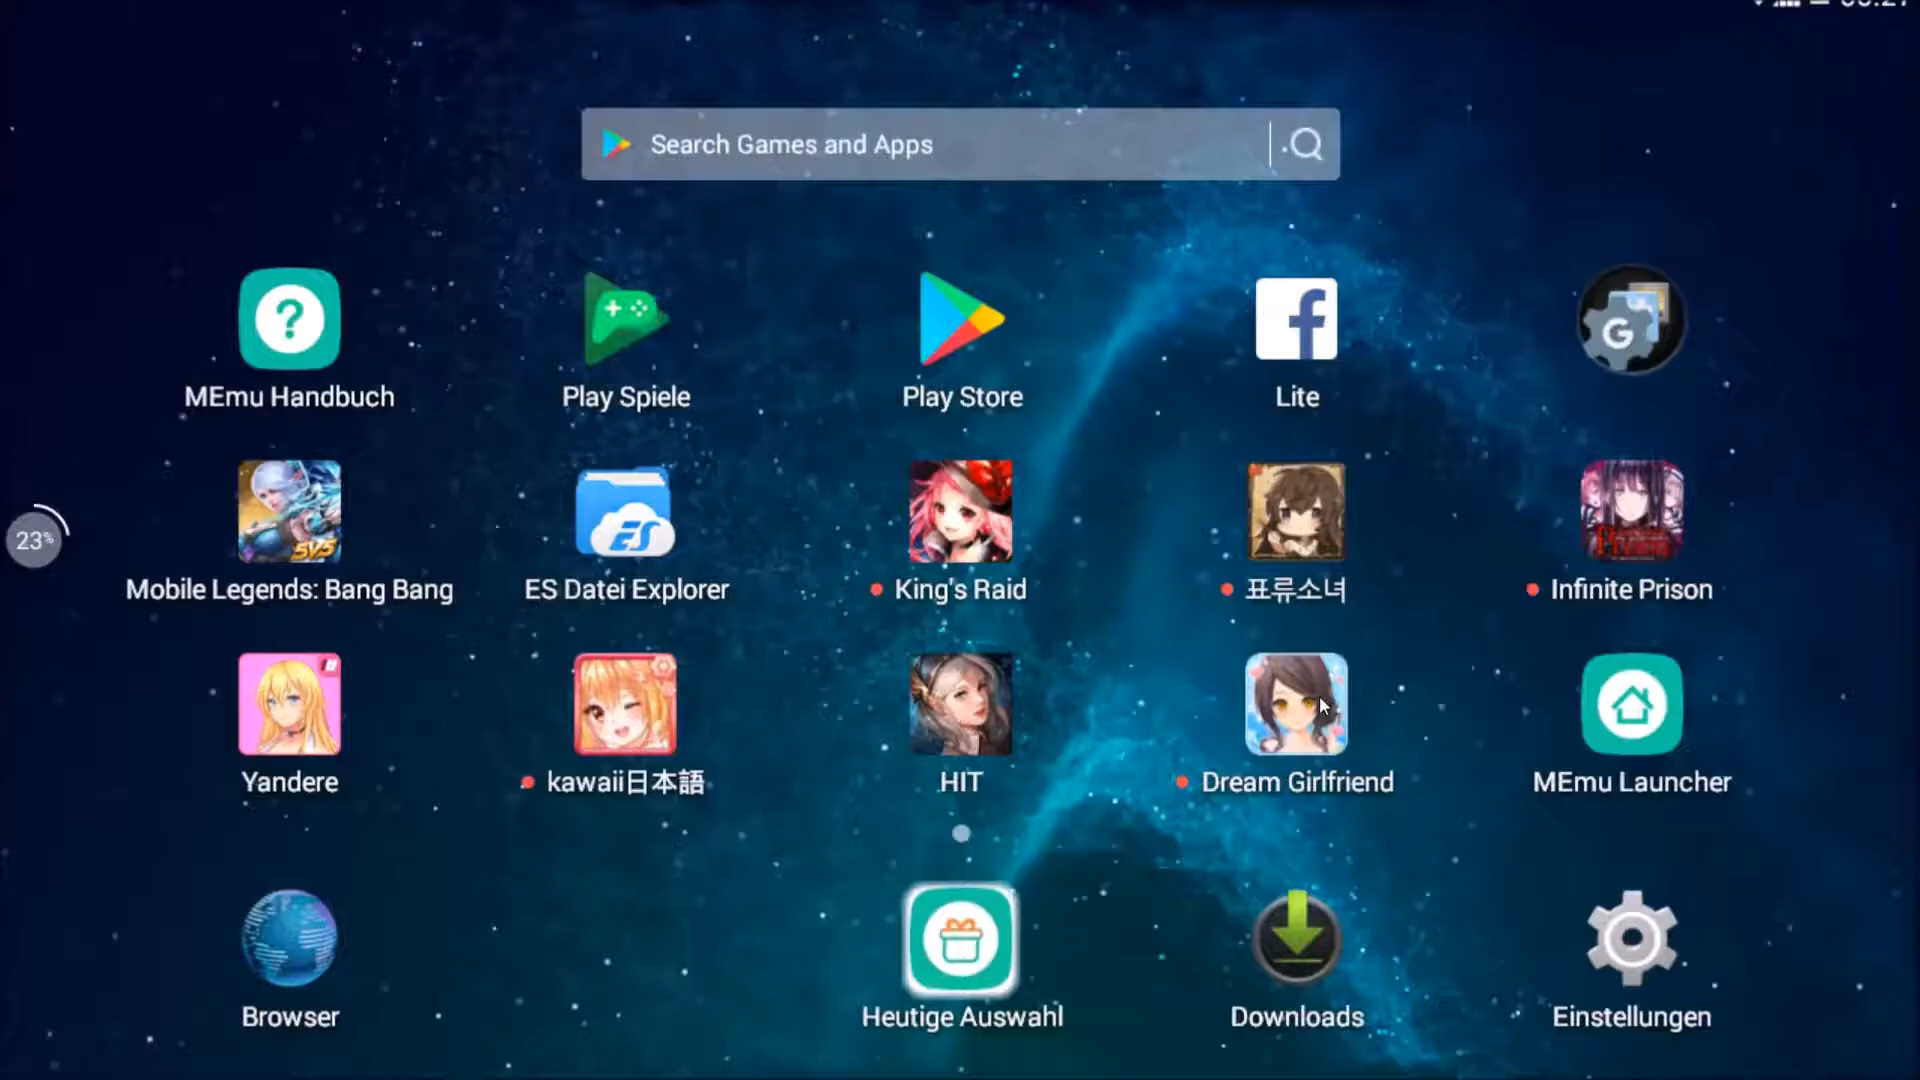 Search Games and Apps
MEmu Handbuch
Play Spiele
Play Store
Lite
Mobile Legends: Bang Bang
5V5
ES
ES Datei Explorer
King's Raid
표류소녀
Infinite Prison
23%
Yandere
kawaii日本語
HIT
Dream Girlfriend
MEmu Launcher
Browser
Heutige Auswahl
Downloads
Einstellungen